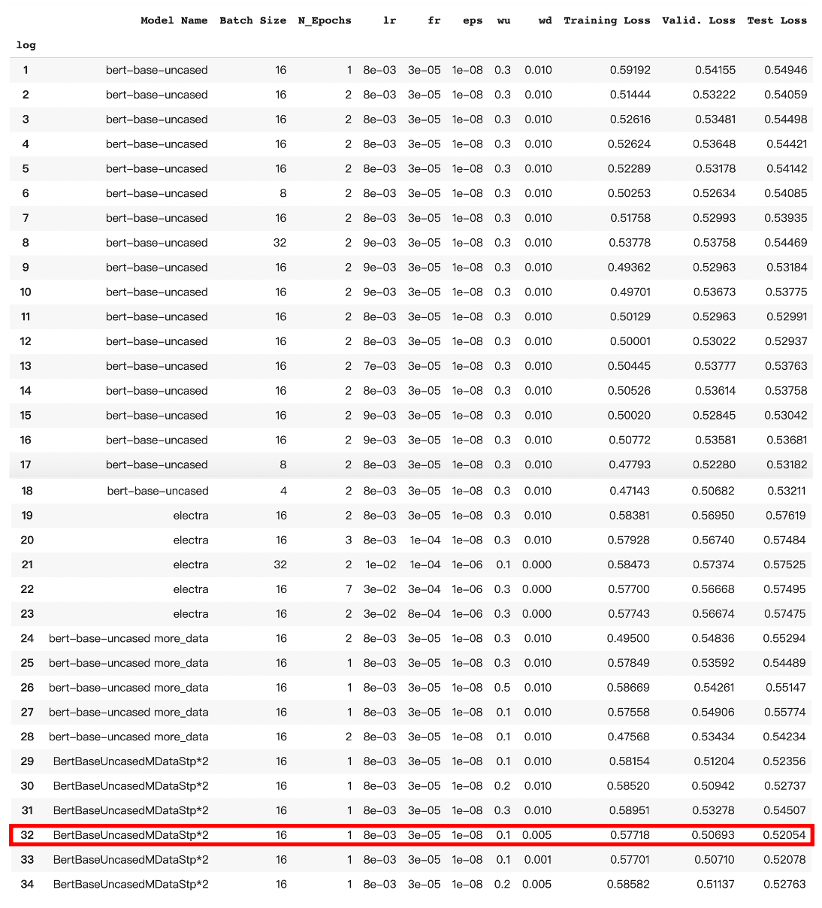 Model Name Batch Size N_Epochs lr fr eps wu wd Training Loss Valid. Loss Test Loss
log
1 bert-base-uncased 16 1 8e-03 3e-05 1e-08 0.3 0.010 0.59192 0.54155 0.54946
2 bert-base-uncased 16 2 8e-03 3e-05 1e-08 0.3 0.010 0.51444 0.53222 0.54059
3 bert-base-uncased 16 2 8e-03 3e-05 1e-08 0.3 0.010 0.52616 0.53481 0.54498
4 bert-base-uncased 16 2 8e-03 3e-05 1e-08 0.3 0.010 0.52624 0.53648 0.54421
5 bert-base-uncased 16 2 8e-03 3e-05 1e-08 0.3 0.010 0.52289 0.53178 0.54142
6 bert-base-uncased 8 2 8e-03 3e-05 1e-08 0.3 0.010 0.50253 0.52634 0.54085
7 bert-base-uncased 16 2 8e-03 3e-05 1e-08 0.3 0.010 0.51758 0.52993 0.53935
8 bert-base-uncased 32 2 9e-03 3e-05 1e-08 0.3 0.010 0.53778 0.53758 0.54469
9 bert-base-uncased 16 2 9e-03 3e-05 1e-08 0.3 0.010 0.49362 0.52963 0.53184
10 bert-base-uncased 16 2 9e-03 3e-05 1e-08 0.3 0.010 0.49701 0.53673 0.53775
11 bert-base-uncased 16 2 8e-03 3e-05 1e-08 0.3 0.010 0.50129 0.52963 0.52991
12 bert-base-uncased 16 2 8e-03 3e-05 1e-08 0.3 0.010 0.50001 0.53022 0.52937
13 bert-base-uncased 16 2 7e-03 3e-05 1e-08 0.3 0.010 0.50445 0.53777 0.53763
14 bert-base-uncased 16 2 8e-03 3e-05 1e-08 0.3 0.010 0.50526 0.53614 0.53758
15 bert-base-uncased 16 2 9e-03 3e-05 1e-08 0.3 0.010 0.50020 0.52845 0.53042
16 bert-base-uncased 16 2 9e-03 3e-05 1e-08 0.3 0.010 0.50772 0.53581 0.53681
17 bert-base-uncased 8 2 8e-03 3e-05 1e-08 0.3 0.010 0.47793 0.52280 0.53182
18 bert-base-uncased 4 2 8e-03 3e-05 1e-08 0.3 0.010 0.47143 0.50682 0.53211
19 electra 16 2 8e-03 3e-05 1e-08 0.3 0.010 0.58381 0.56950 0.57619
20 electra 16 3 8e-03 1e-04 1e-08 0.3 0.010 0.57928 0.56740 0.57484
21 electra 32 2 1e-02 1e-04 1e-06 0.1 0.000 0.58473 0.57374 0.57525
22 electra 16 7 3e-02 3e-04 1e-06 0.3 0.000 0.57700 0.56668 0.57495
23 electra 16 2 3e-02 8e-04 1e-06 0.3 0.000 0.57743 0.56674 0.57475
24 bert-base-uncased more_data 16 2 8e-03 3e-05 1e-08 0.3 0.010 0.49500 0.54836 0.55294
25 bert-base-uncased more_data 16 1 8e-03 3e-05 1e-08 0.3 0.010 0.57849 0.53592 0.54489
26 bert-base-uncased more_data 16 1 8e-03 3e-05 1e-08 0.5 0.010 0.58669 0.54261 0.55147
27 bert-base-uncased more_data 16 1 8e-03 3e-05 1e-08 0.1 0.010 0.57558 0.54906 0.55774
28 bert-base-uncased more_data 16 2 8e-03 3e-05 1e-08 0.1 0.010 0.47568 0.53434 0.54234
29 BertBaseUncasedMDataStp*2 16 1 8e-03 3e-05 1e-08 0.1 0.010 0.58154 0.51204 0.52356
30 BertBaseUncasedMDataStp*2 16 1 8e-03 3e-05 1e-08 0.2 0.010 0.58520 0.50942 0.52737
31 BertBaseUncasedMDataStp*2 16 1 8e-03 3e-05 1e-08 0.3 0.010 0.58951 0.53278 0.54507
32 BertBaseUncasedMDataStp*2 16 1 8e-03 3e-05 1e-08 0.1 0.005 0.57718 0.50693 0.52054
33 BertBaseUncasedMDataStp*2 16 1 8e-03 3e-05 1e-08 0.1 0.001 0.57701 0.50710 0.52078
34 BertBaseUncasedMDataStp*2 16 1 8e-03 3e-05 1e-08 0.2 0.005 0.58582 0.51137 0.52763